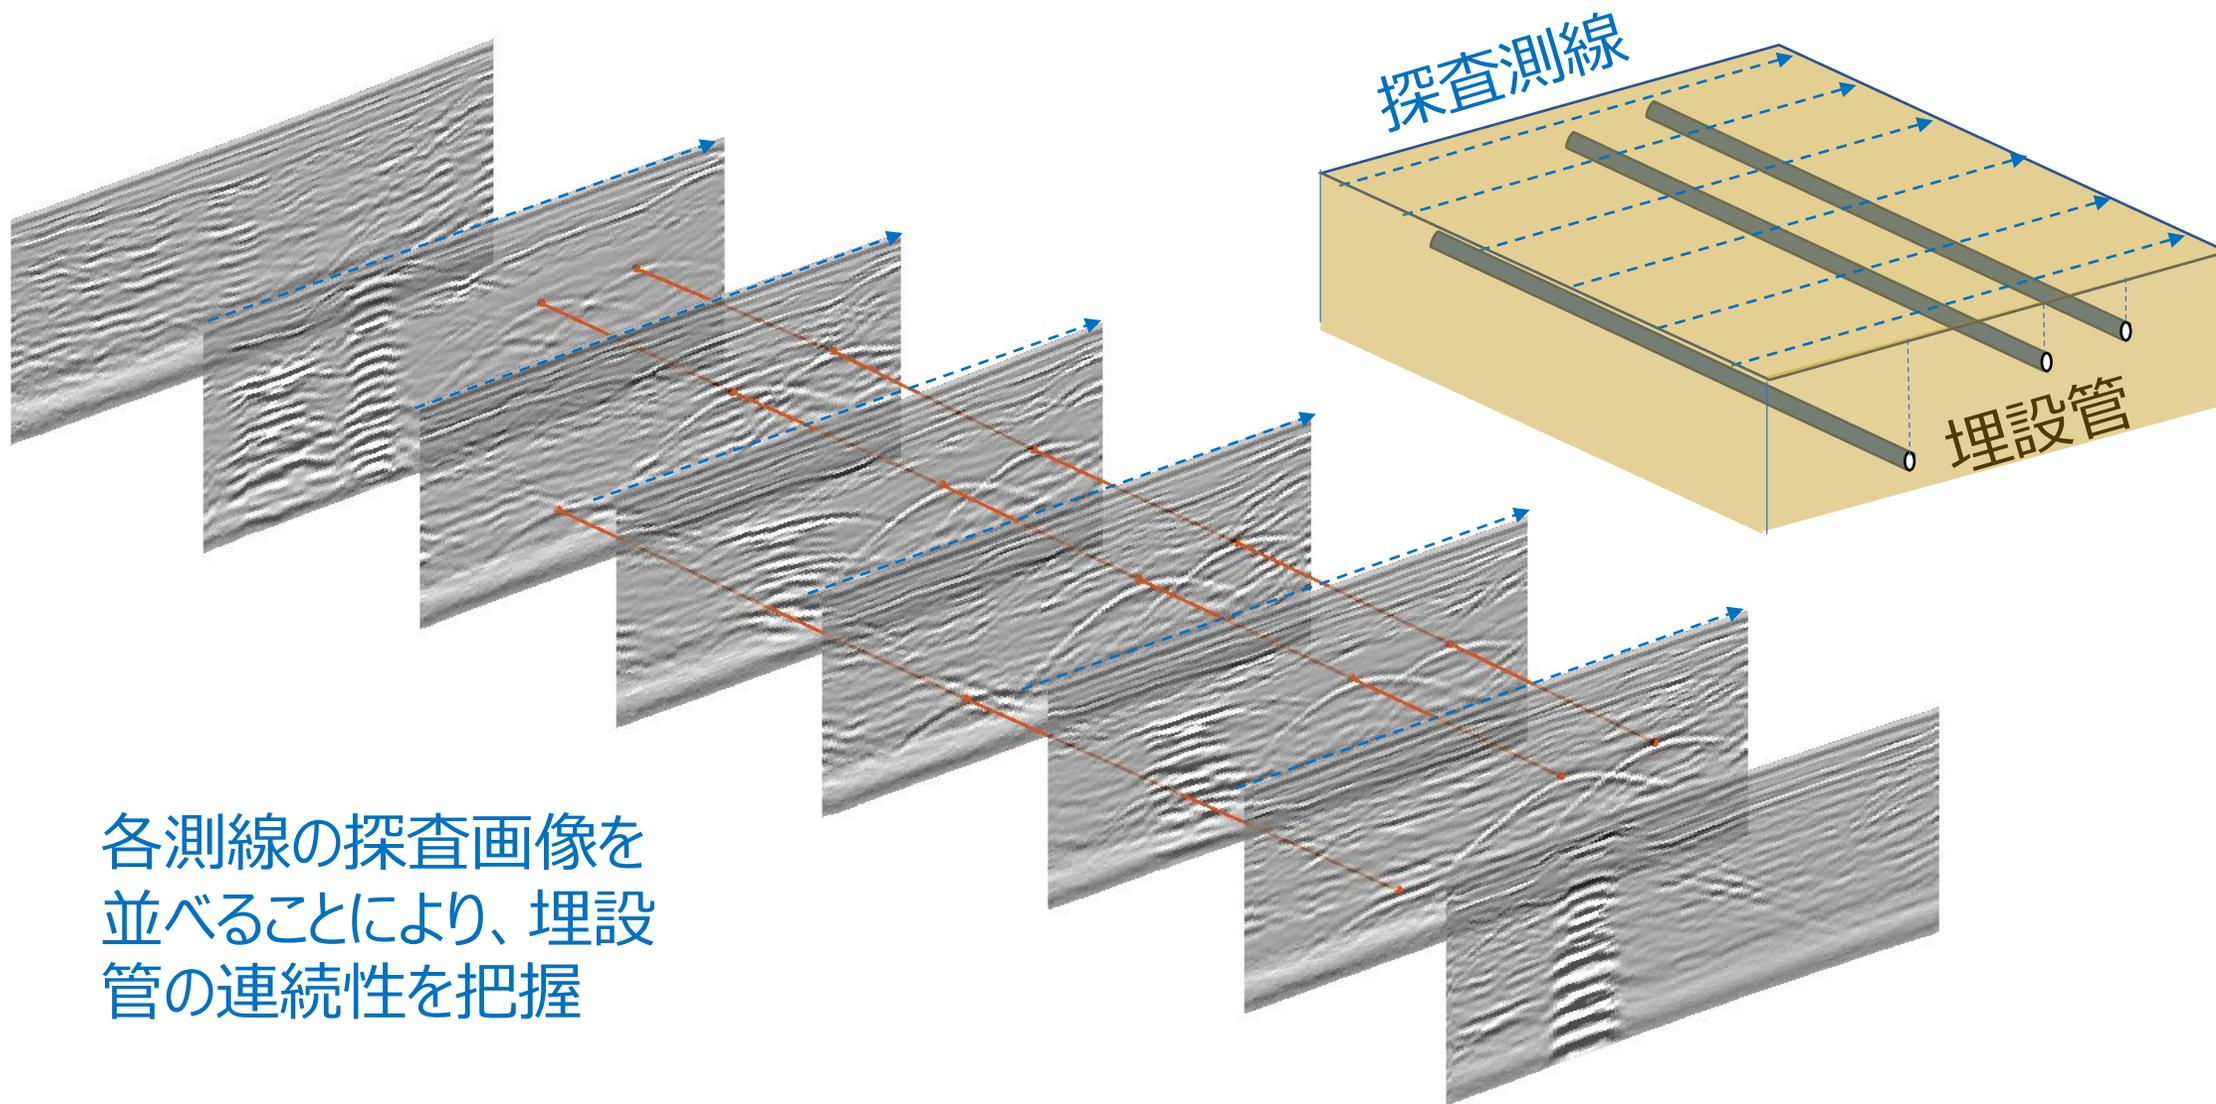 探査測線
埋設管
各測線の探査画像を
並べることにより、埋設
管の連続性を把握